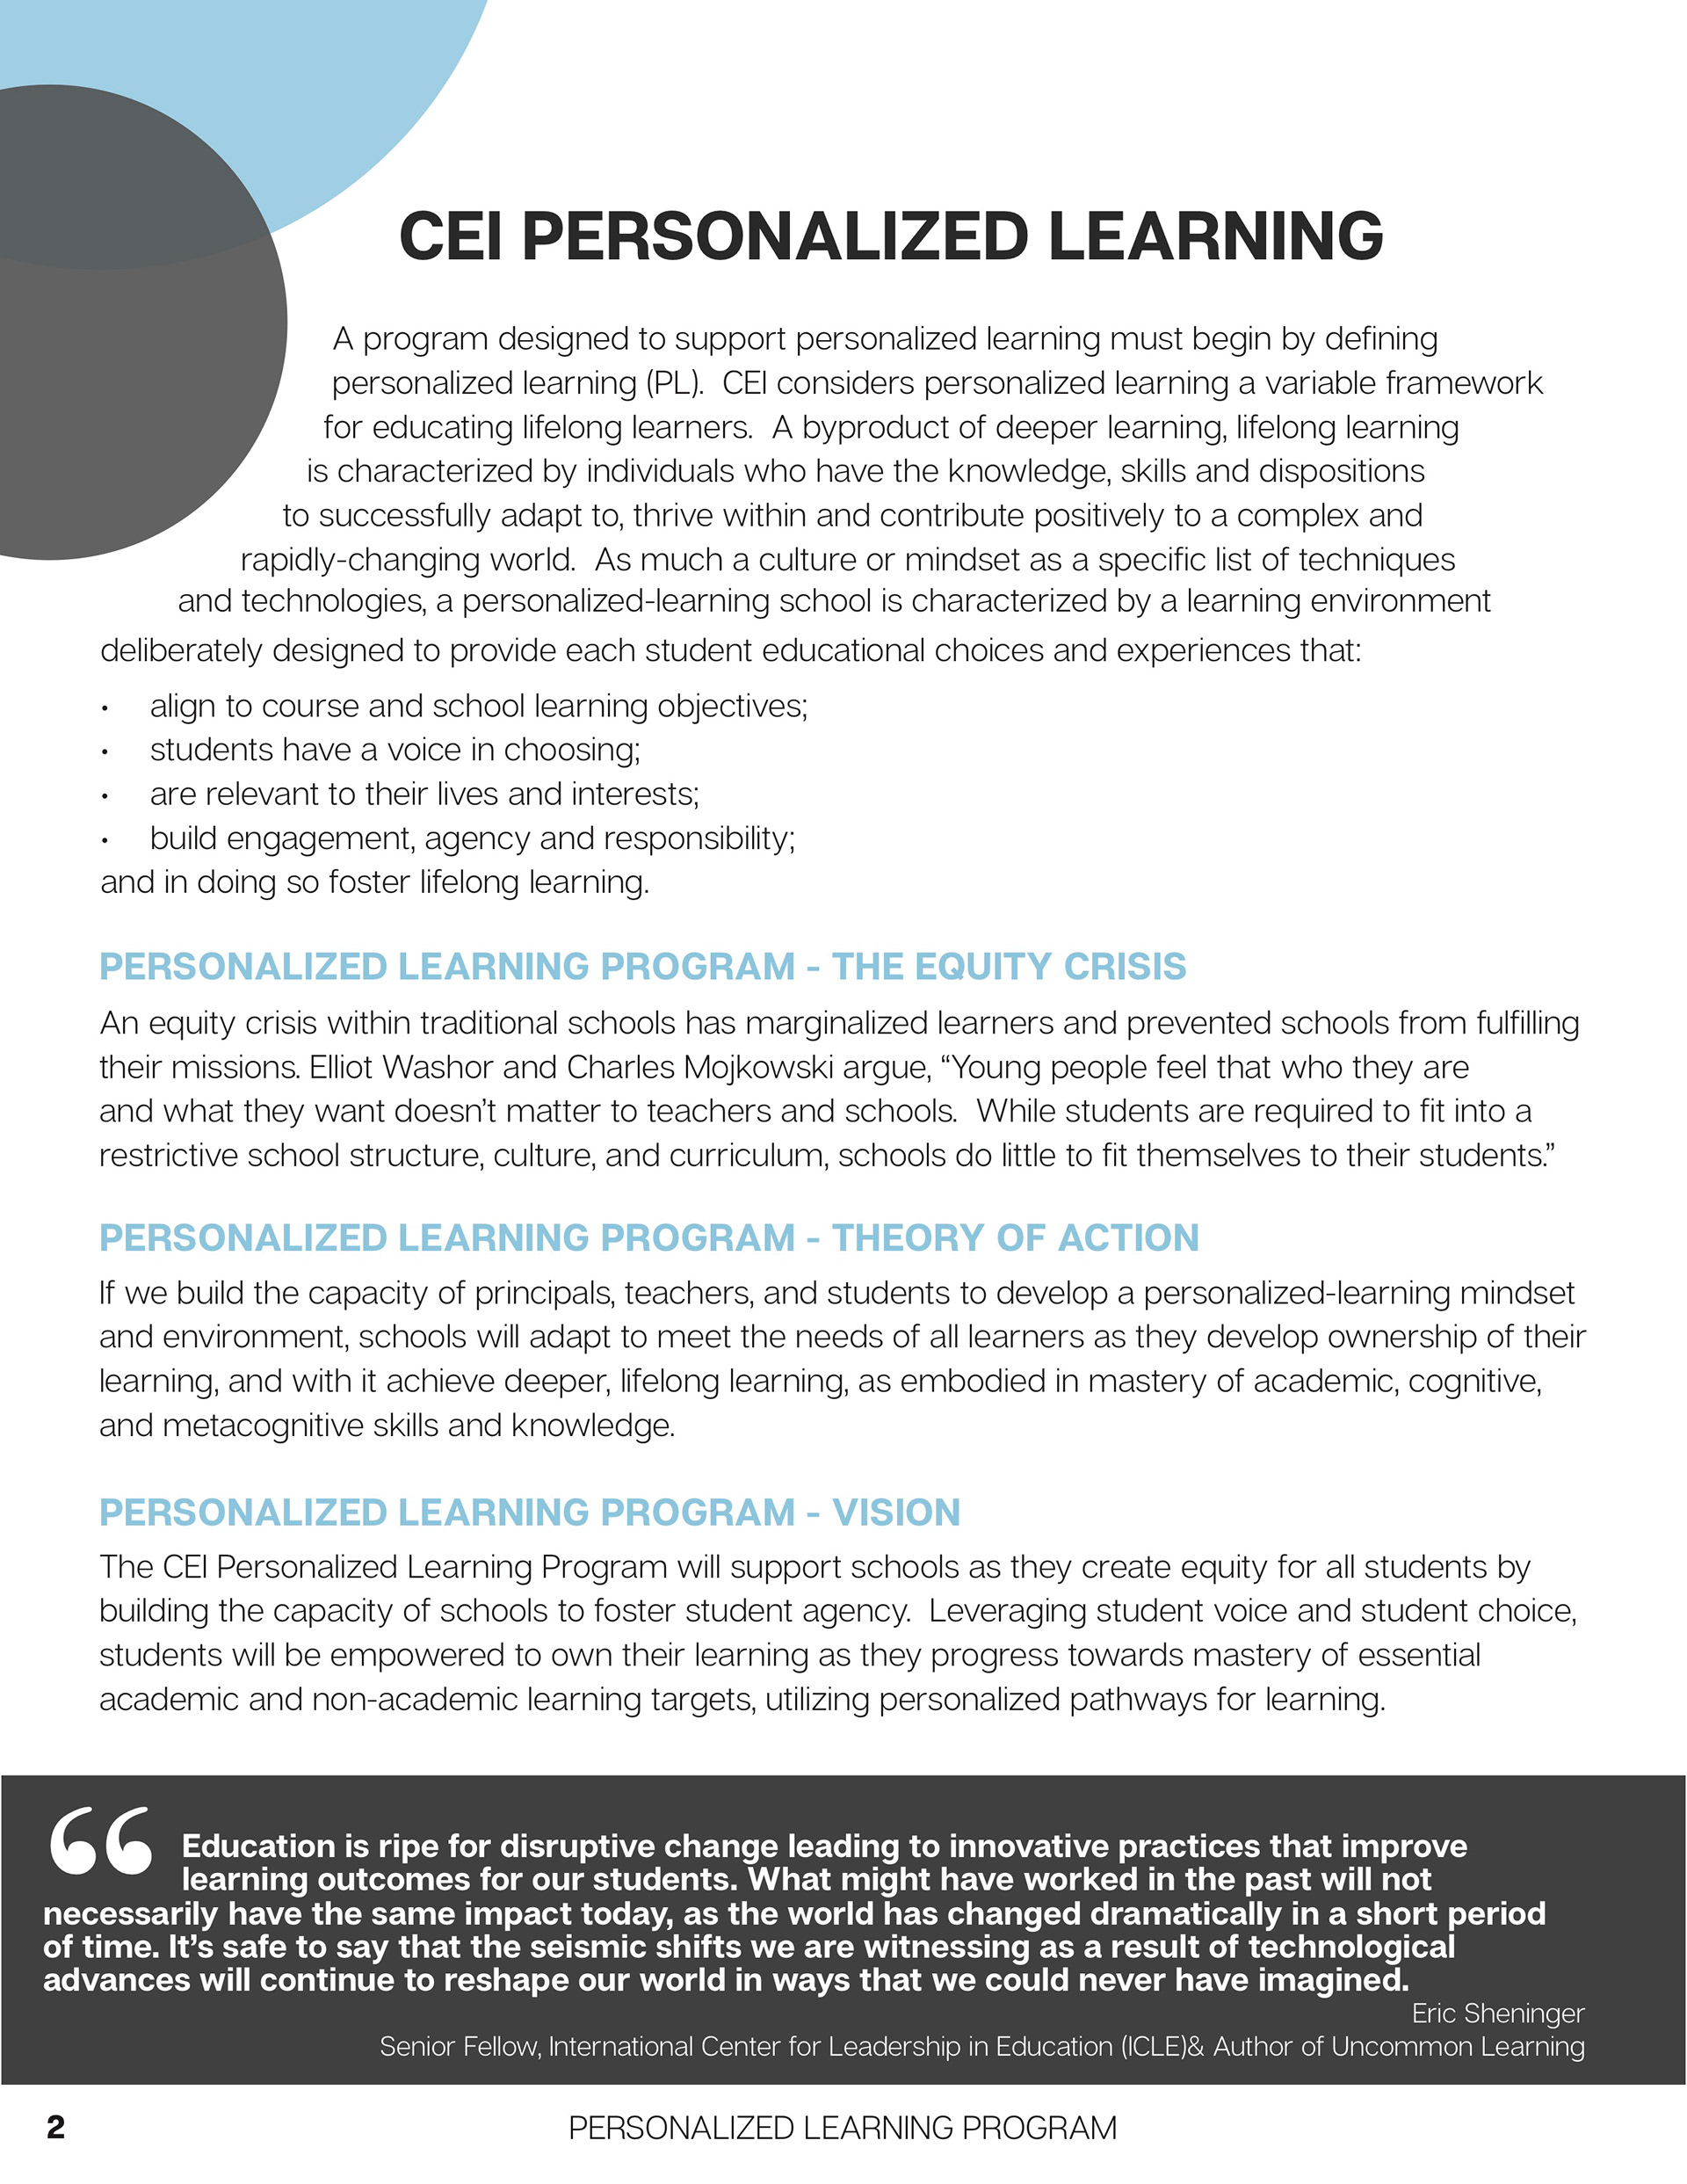 CEI PERSONALIZED LEARNING
A program designed to support personalized learning must begin by defining
personalized learning (PL).  CEI considers personalized learning a variable framework
for educating lifelong learners.  A byproduct of deeper learning, lifelong learning
is characterized by individuals who have the knowledge, skills and dispositions
to successfully adapt to, thrive within and contribute positively to a complex and
rapidly-changing world.  As much a culture or mindset as a specific list of techniques
and technologies, a personalized-learning school is characterized by a learning environment
deliberately designed to provide each student educational choices and experiences that:
• align to course and school learning objectives;
• students have a voice in choosing;
• are relevant to their lives and interests;
• build engagement, agency and responsibility;
and in doing so foster lifelong learning.
PERSONALIZED LEARNING PROGRAM - THE EQUITY CRISIS
An equity crisis within traditional schools has marginalized learners and prevented schools from fulfilling
their missions. Elliot Washor and Charles Mojkowski argue, “Young people feel that who they are
and what they want doesn’t matter to teachers and schools.  While students are required to fit into a
restrictive school structure, culture, and curriculum, schools do little to fit themselves to their students.”
PERSONALIZED LEARNING PROGRAM - THEORY OF ACTION
If we build the capacity of principals, teachers, and students to develop a personalized-learning mindset
and environment, schools will adapt to meet the needs of all learners as they develop ownership of their
learning, and with it achieve deeper, lifelong learning, as embodied in mastery of academic, cognitive,
and metacognitive skills and knowledge.
PERSONALIZED LEARNING PROGRAM - VISION
The CEI Personalized Learning Program will support schools as they create equity for all students by
building the capacity of schools to foster student agency.  Leveraging student voice and student choice,
students will be empowered to own their learning as they progress towards mastery of essential
academic and non-academic learning targets, utilizing personalized pathways for learning.
“ Education is ripe for disruptive change leading to innovative practices that improve
learning outcomes for our students. What might have worked in the past will not
necessarily have the same impact today, as the world has changed dramatically in a short period
of time. It’s safe to say that the seismic shifts we are witnessing as a result of technological
advances will continue to reshape our world in ways that we could never have imagined.
Eric Sheninger
Senior Fellow, International Center for Leadership in Education (ICLE)& Author of Uncommon Learning
2 PERSONALIZED LEARNING PROGRAM